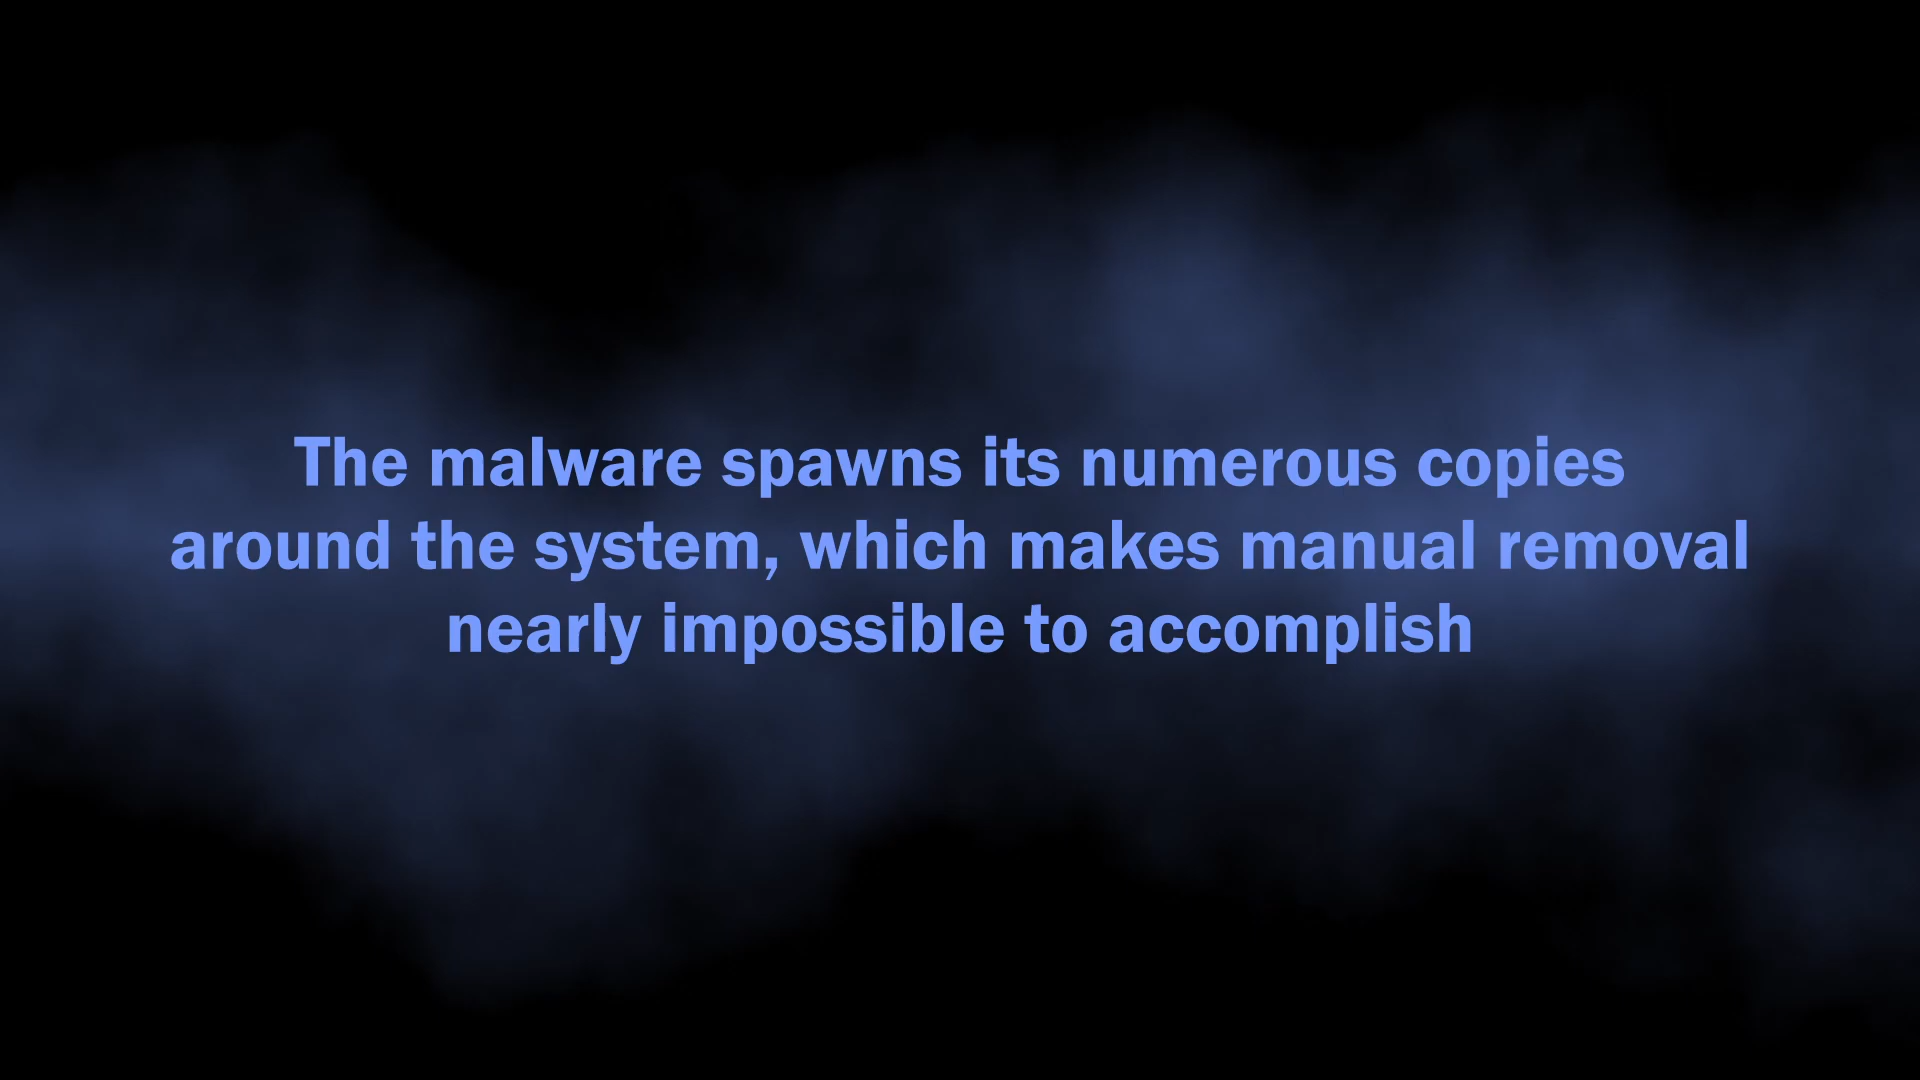 The malware spawns its numerous copies
around the system, which makes manual removal
nearly impossible to accomplish